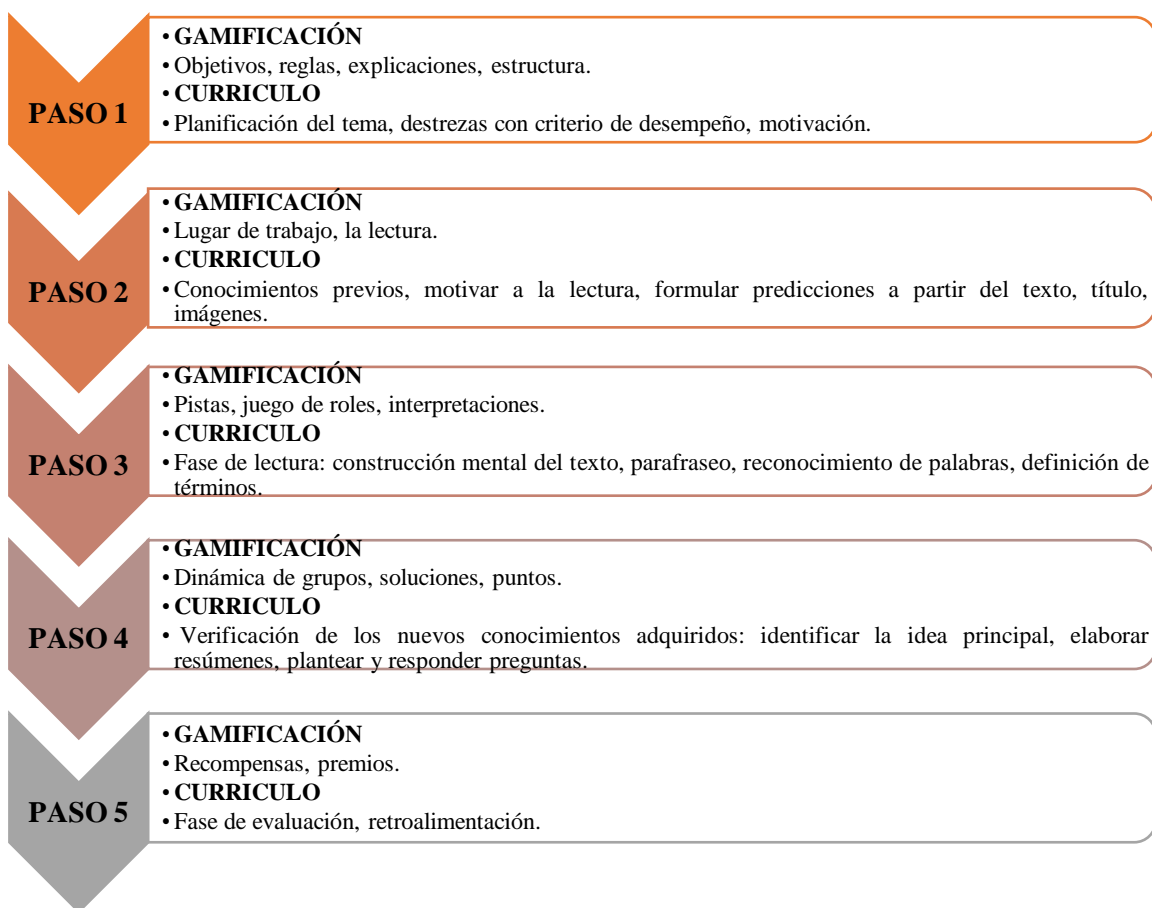 PASO 1
• GAMIFICACIÓN
• Objetivos, reglas, explicaciones, estructura.
• CURRICULO
• Planificación del tema, destrezas con criterio de desempeño, motivación.
PASO 2
• GAMIFICACIÓN
• Lugar de trabajo, la lectura.
• CURRICULO
• Conocimientos previos, motivar a la lectura, formular predicciones a partir del texto, título,
imágenes.
PASO 3
• GAMIFICACIÓN
• Pistas, juego de roles, interpretaciones.
• CURRICULO
• Fase de lectura: construcción mental del texto, parafraseo, reconocimiento de palabras, definición de
términos.
PASO 4
• GAMIFICACIÓN
• Dinámica de grupos, soluciones, puntos.
• CURRICULO
• Verificación de los nuevos conocimientos adquiridos: identificar la idea principal, elaborar
resúmenes, plantear y responder preguntas.
PASO 5
• GAMIFICACIÓN
• Recompensas, premios.
• CURRICULO
• Fase de evaluación, retroalimentación.